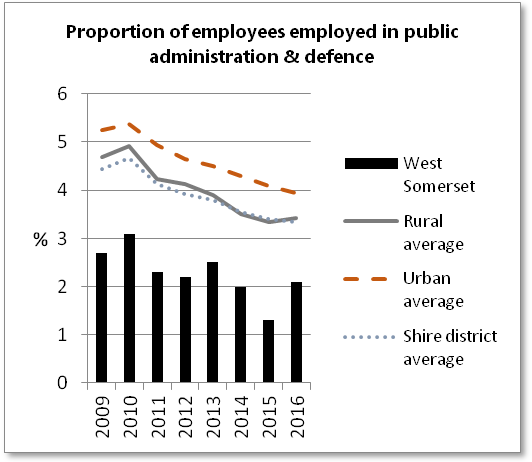 Proportion of employees employed in public
administration & defence
6
5
4
3
2
1
0
%
2009
2010
2011
2012
2013
2014
2015
2016
West
Somerset
Rural
average
Urban
average
Shire district
average